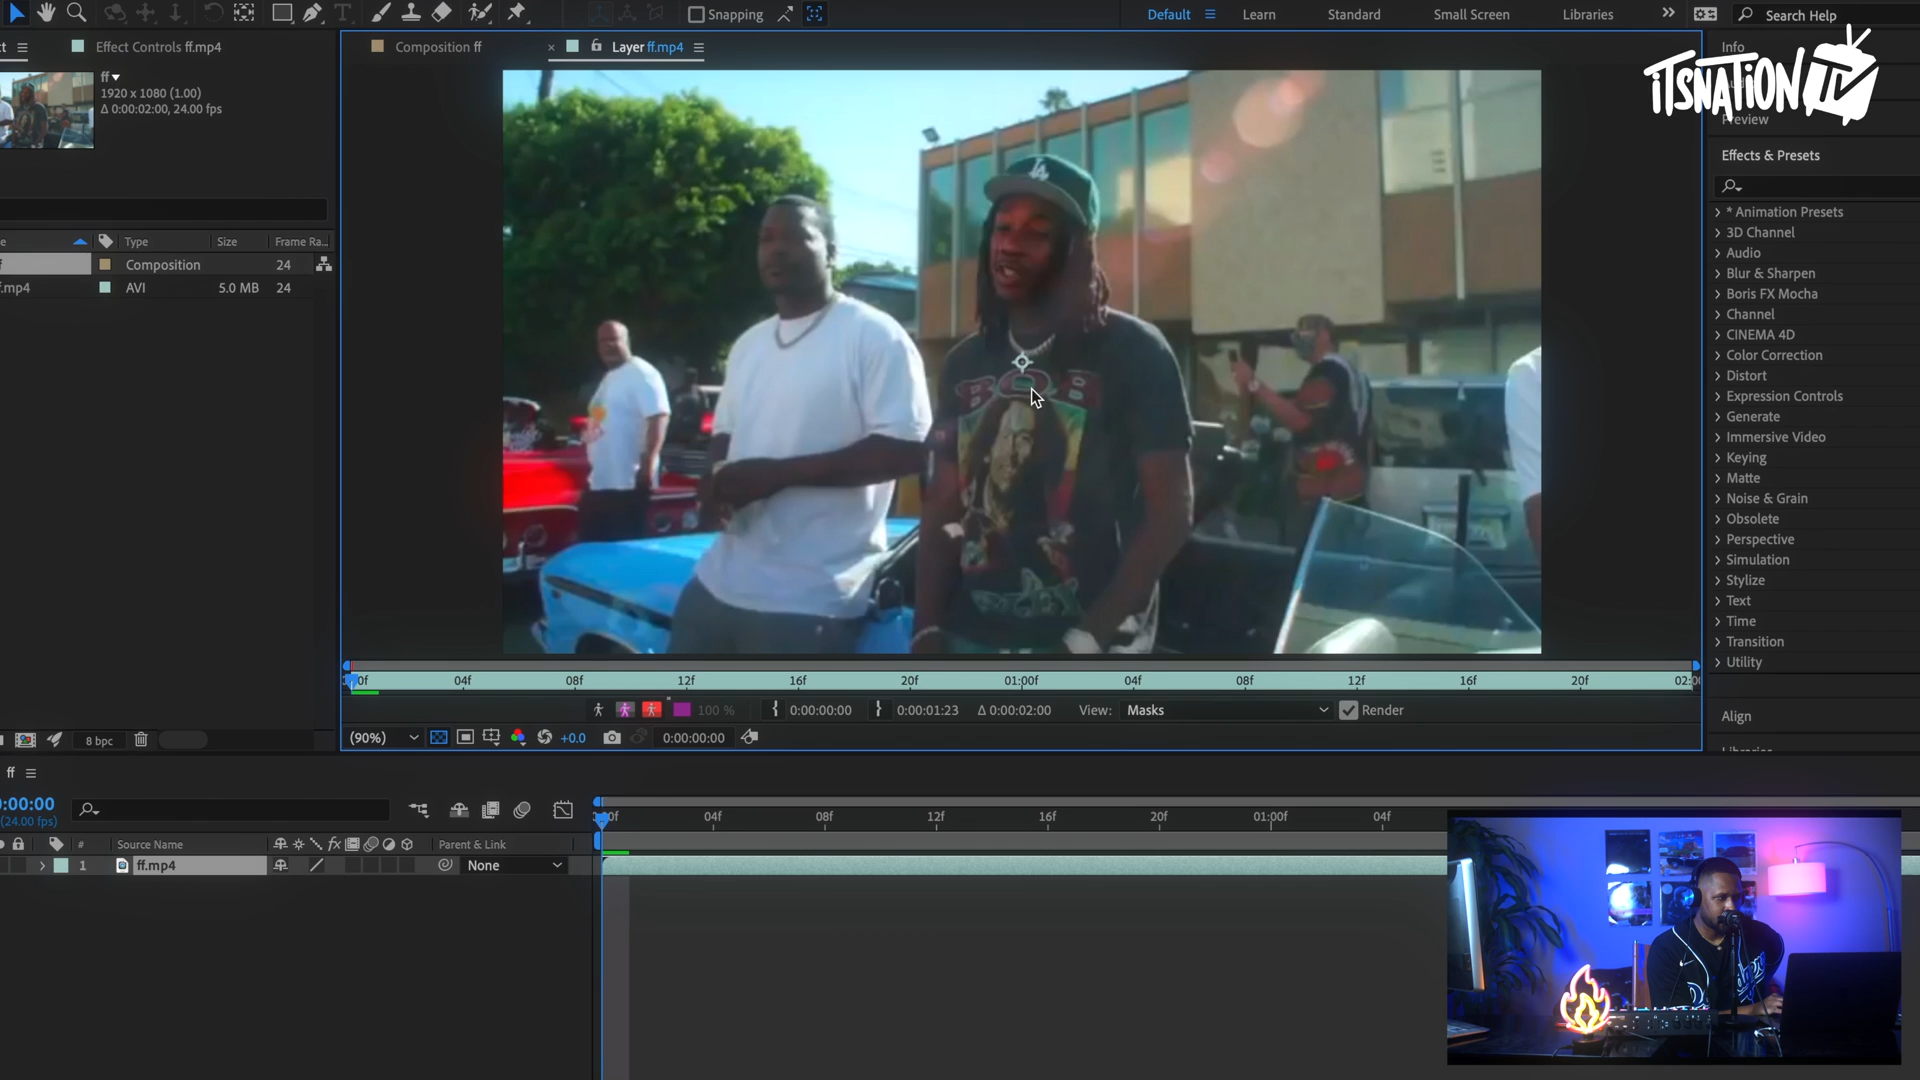 Snapping
Default
Learn
Standard
Small Screen
Libraries
Search Help
Effect Controls ff.mp4
Composition ff
Layer ff.mp4
Info
ITSNATION TV
Preview
ff
1920 x 1080 (1.00)
Δ 0:00:02:00, 24.00 fps
Effects & Presets
* Animation Presets
3D Channel
Audio
Blur & Sharpen
Boris FX Mocha
Channel
CINEMA 4D
Color Correction
Distort
Expression Controls
Generate
Immersive Video
Keying
Matte
Noise & Grain
Obsolete
Perspective
Simulation
Stylize
Text
Time
Transition
Utility
Align
Type Size Frame Ra...
Composition 24
.mp4 AVI 5.0 MB 24
LA
BOB
04f 08f 12f 16f 20f 01:00f 04f 08f 12f 16f 20f
100 % 0:00:00:00 0:00:01:23 Δ 0:00:02:00 View: Masks Render
8 bpc
(90%) +0.0 0:00:00:00
ff
:00:00
(24.00 fps)
04f 08f 12f 16f 20f 01:00f 04f
# Source Name fx Parent & Link
1 ff.mp4 None